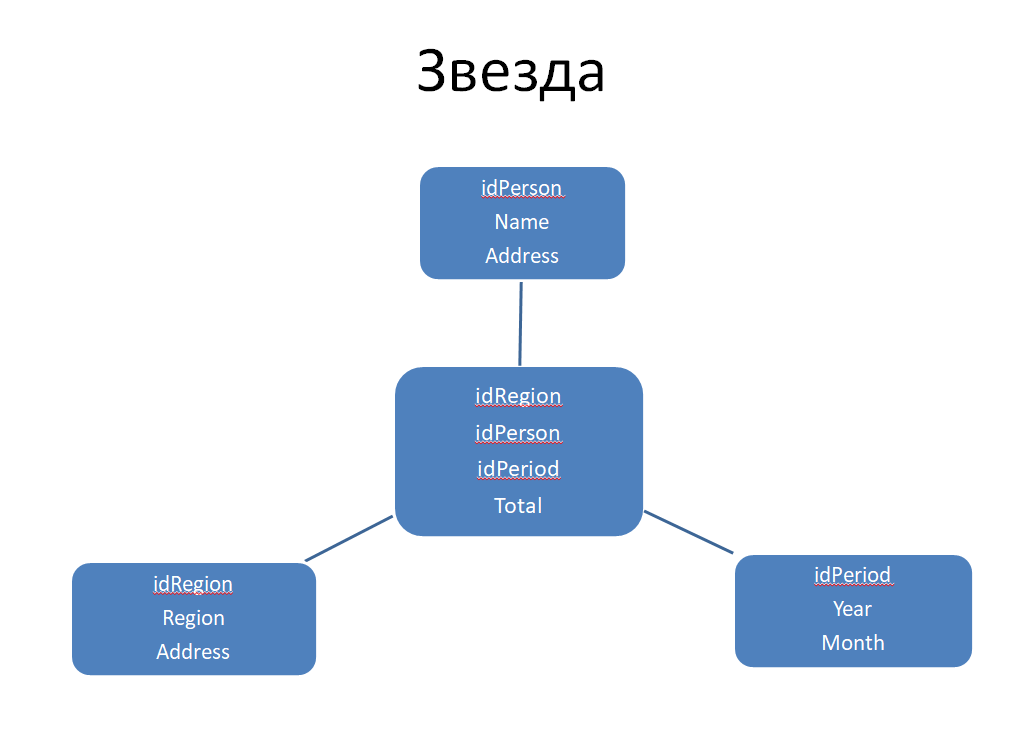 Звезда
idPerson
Name
Address
idRegion
idPerson
idPeriod
Total
idRegion
Region
Address
idPeriod
Year
Month